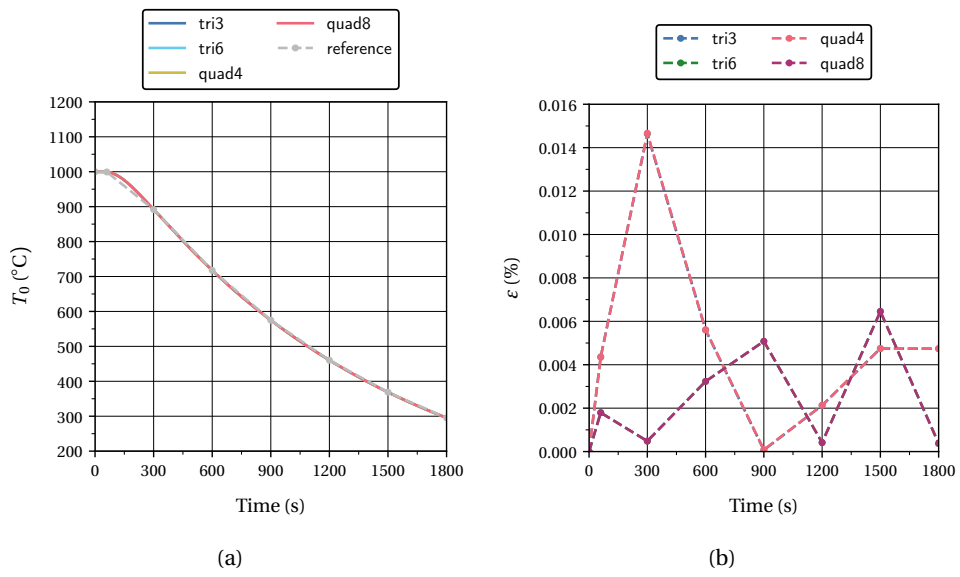 tri3
tri6
quad4
quad8
reference
1200
1100
1000
900
800
700
600
500
400
300
200
T0 (°C)
0 300 600 900 1200 1500 1800
Time (s)
(a)
tri3
tri6
quad4
quad8
0.016
0.014
0.012
0.010
0.008
0.006
0.004
0.002
0.000
ε (%)
0 300 600 900 1200 1500 1800
Time (s)
(b)